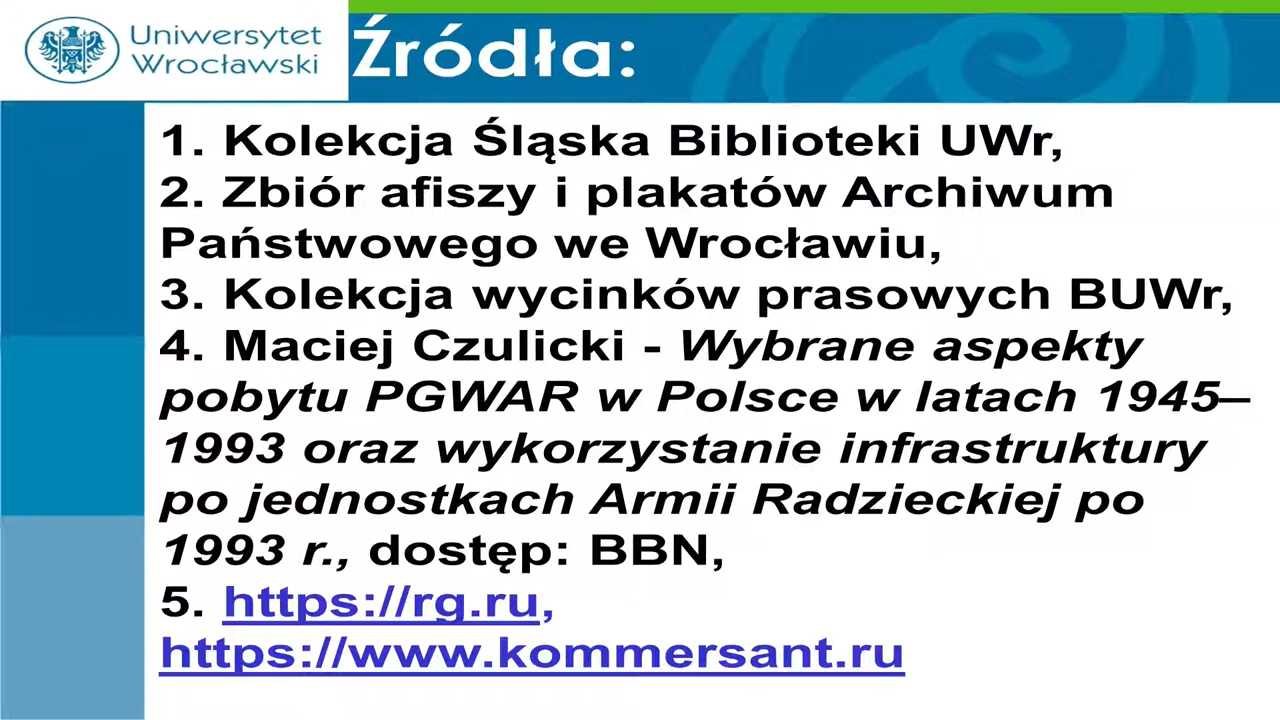 Uniwersytet
Wrocławski
Źródła:
1. Kolekcja Śląska Biblioteki UWr,
2. Zbiór afiszy i plakatów Archiwum
Państwowego we Wrocławiu,
3. Kolekcja wycinków prasowych BUWr,
4. Maciej Czulicki - Wybrane aspekty
pobytu PGWAR w Polsce w latach 1945–
1993 oraz wykorzystanie infrastruktury
po jednostkach Armii Radzieckiej po
1993 r., dostęp: BBN,
5. https://rg.ru,
https://www.kommersant.ru